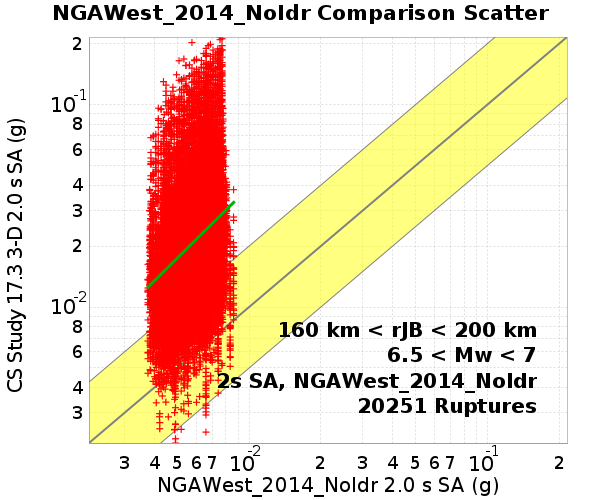 NGAWest_2014_NoIdr Comparison Scatter
CS Study 17.3 3-D 2.0 s SA (g)
2
10-1
8
6
4
3
2
10-2
8
6
4
3
160 km < rJB < 200 km
6.5 < Mw < 7
2s SA, NGAWest_2014_NoIdr
20251 Ruptures
3 4 5 6 7 10-2 2 3 4 5 6 7 10-1 2
NGAWest_2014_NoIdr 2.0 s SA (g)